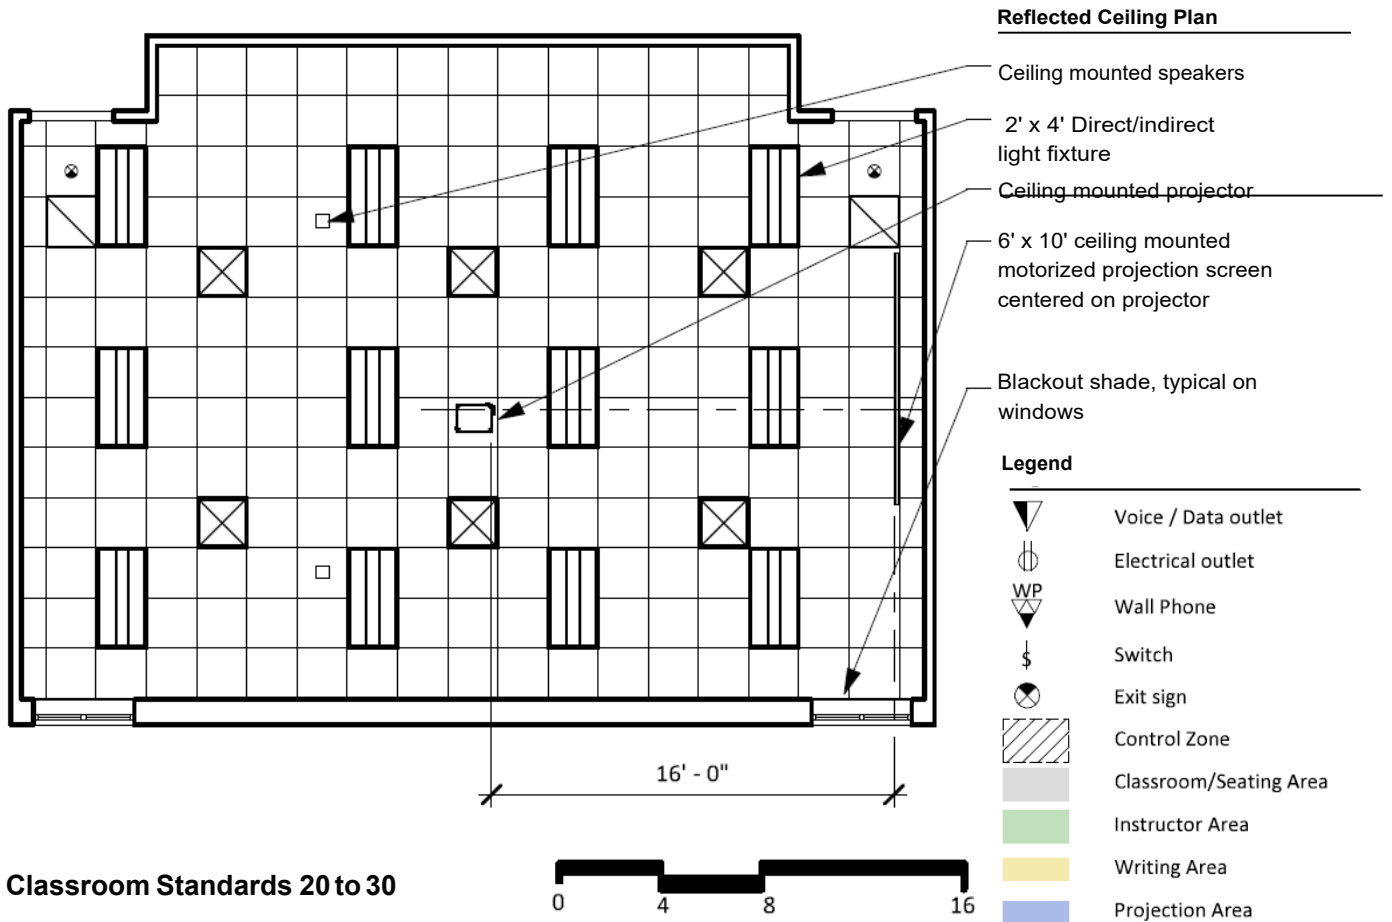 Reflected Ceiling Plan
Ceiling mounted speakers
2' x 4' Direct/indirect
light fixture
Ceiling mounted projector
6' x 10' ceiling mounted
motorized projection screen
centered on projector
Blackout shade, typical on
windows
Legend
Voice / Data outlet
Electrical outlet
WP
Wall Phone
$
Switch
Exit sign
Control Zone
Classroom/Seating Area
Instructor Area
Writing Area
Projection Area
16' - 0"
Classroom Standards 20 to 30
0 4 8 16